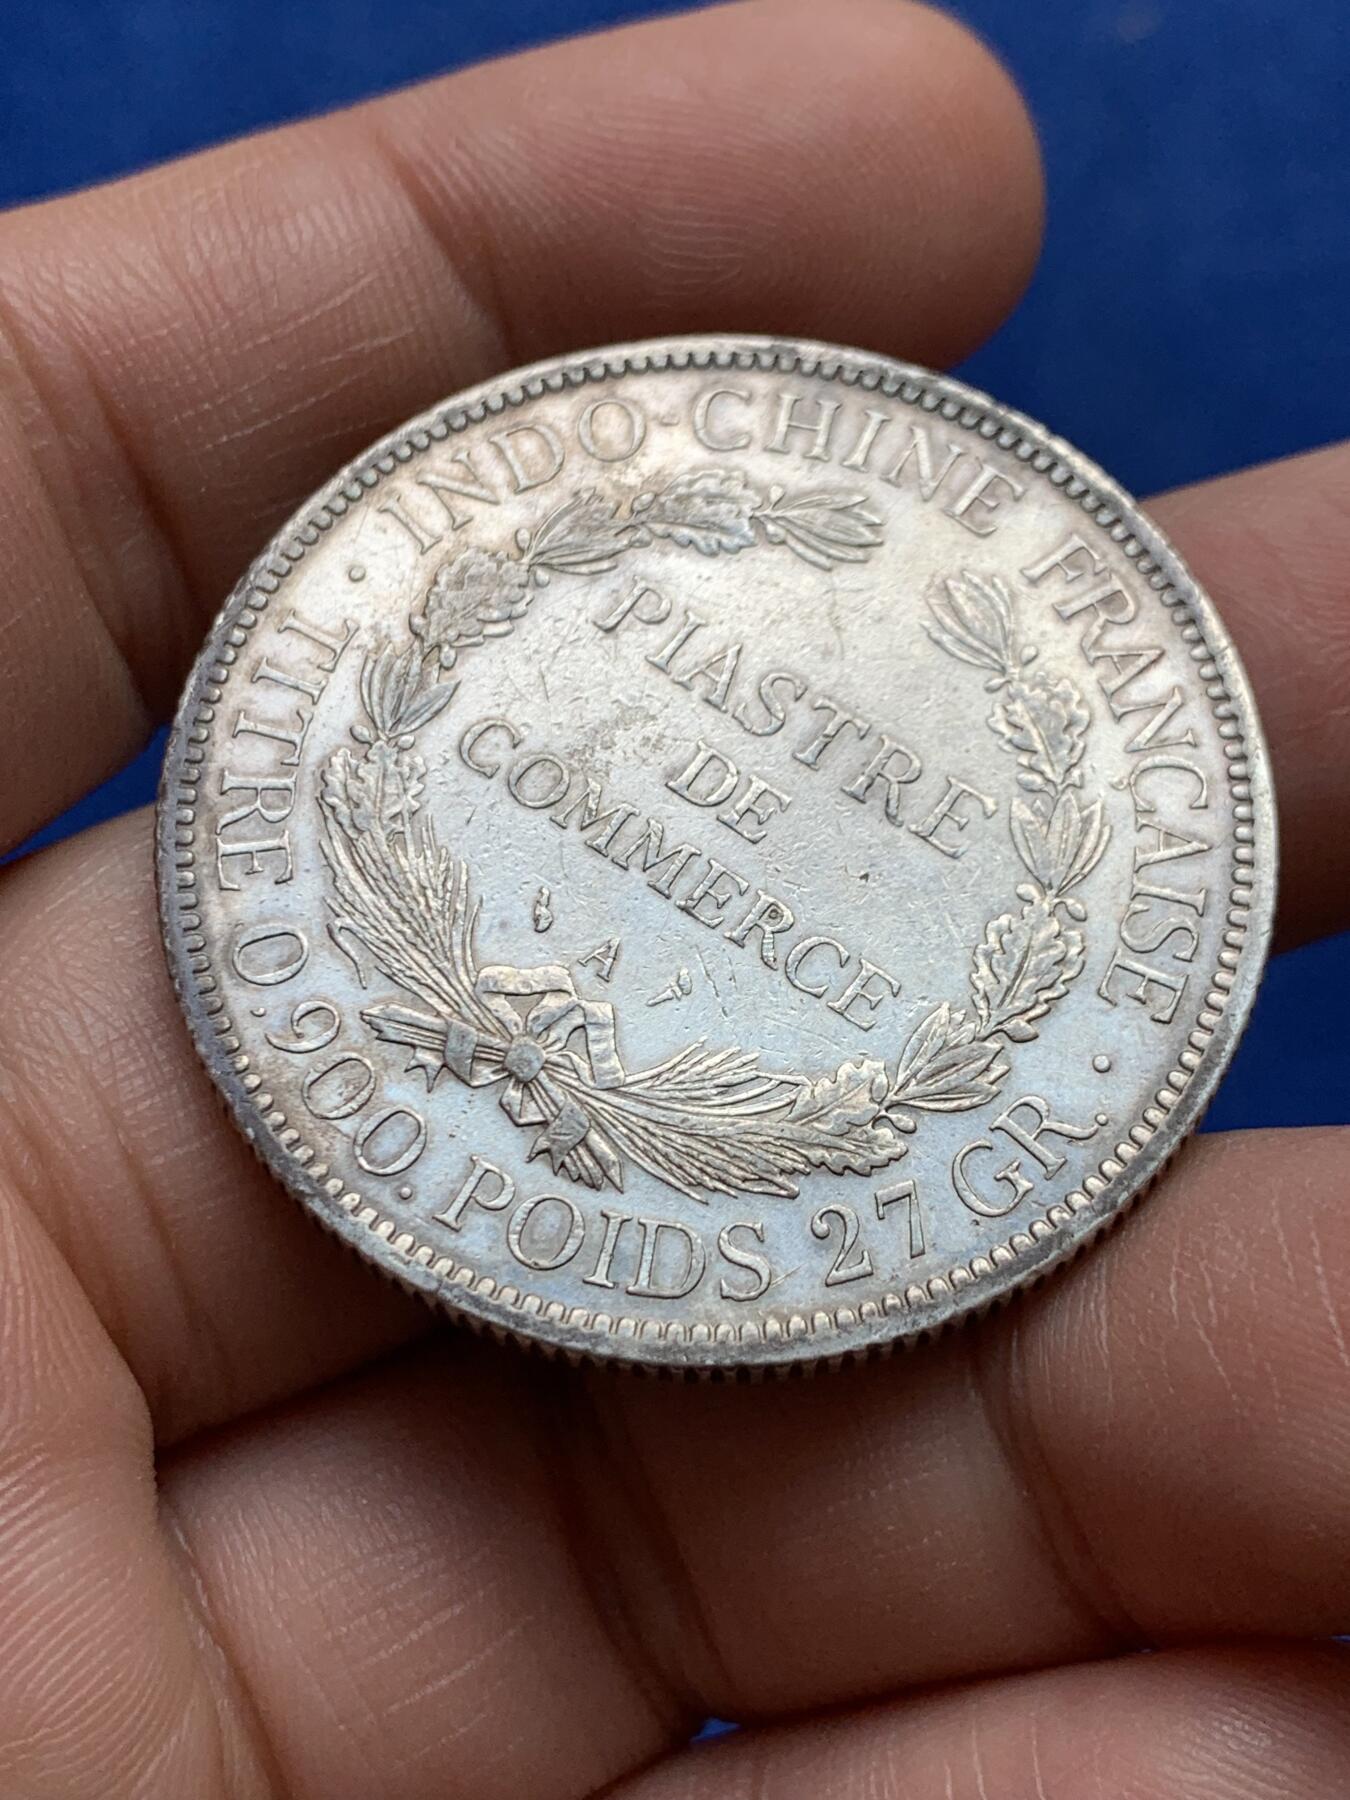 INDO-CHINE FRANÇAISE
PIASTRE
DE
COMMERCE
A
TITRE 0,900. POIDS 27 GR.